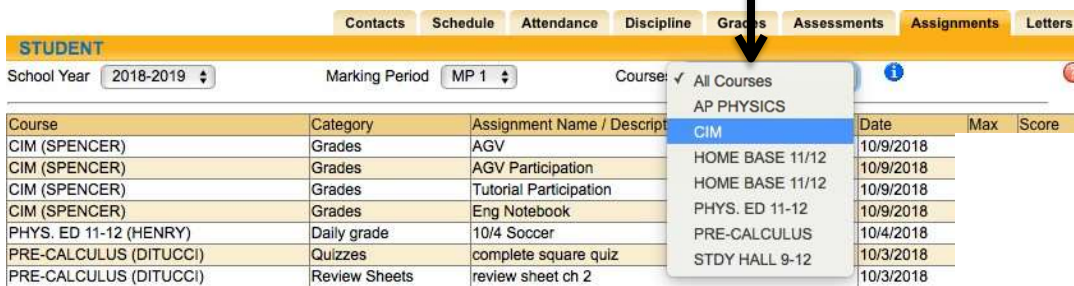 Contacts Schedule Attendance Discipline Grades Assessments Assignments Letters
STUDENT
School Year 2018-2019 Marking Period MP 1 Courses ✓ All Courses
AP PHYSICS
CIM
HOME BASE 11/12
HOME BASE 11/12
PHYS. ED 11-12
PRE-CALCULUS
STDY HALL 9-12
Course Category Assignment Name / Descript Date Max Score
CIM (SPENCER) Grades AGV 10/9/2018
CIM (SPENCER) Grades AGV Participation 10/9/2018
CIM (SPENCER) Grades Tutorial Participation 10/9/2018
CIM (SPENCER) Grades Eng Notebook 10/9/2018
PHYS. ED 11-12 (HENRY) Daily grade 10/4 Soccer 10/4/2018
PRE-CALCULUS (DITUCCI) Quizzes complete square quiz 10/3/2018
PRE-CALCULUS (DITUCCI) Review Sheets review sheet ch 2 10/3/2018